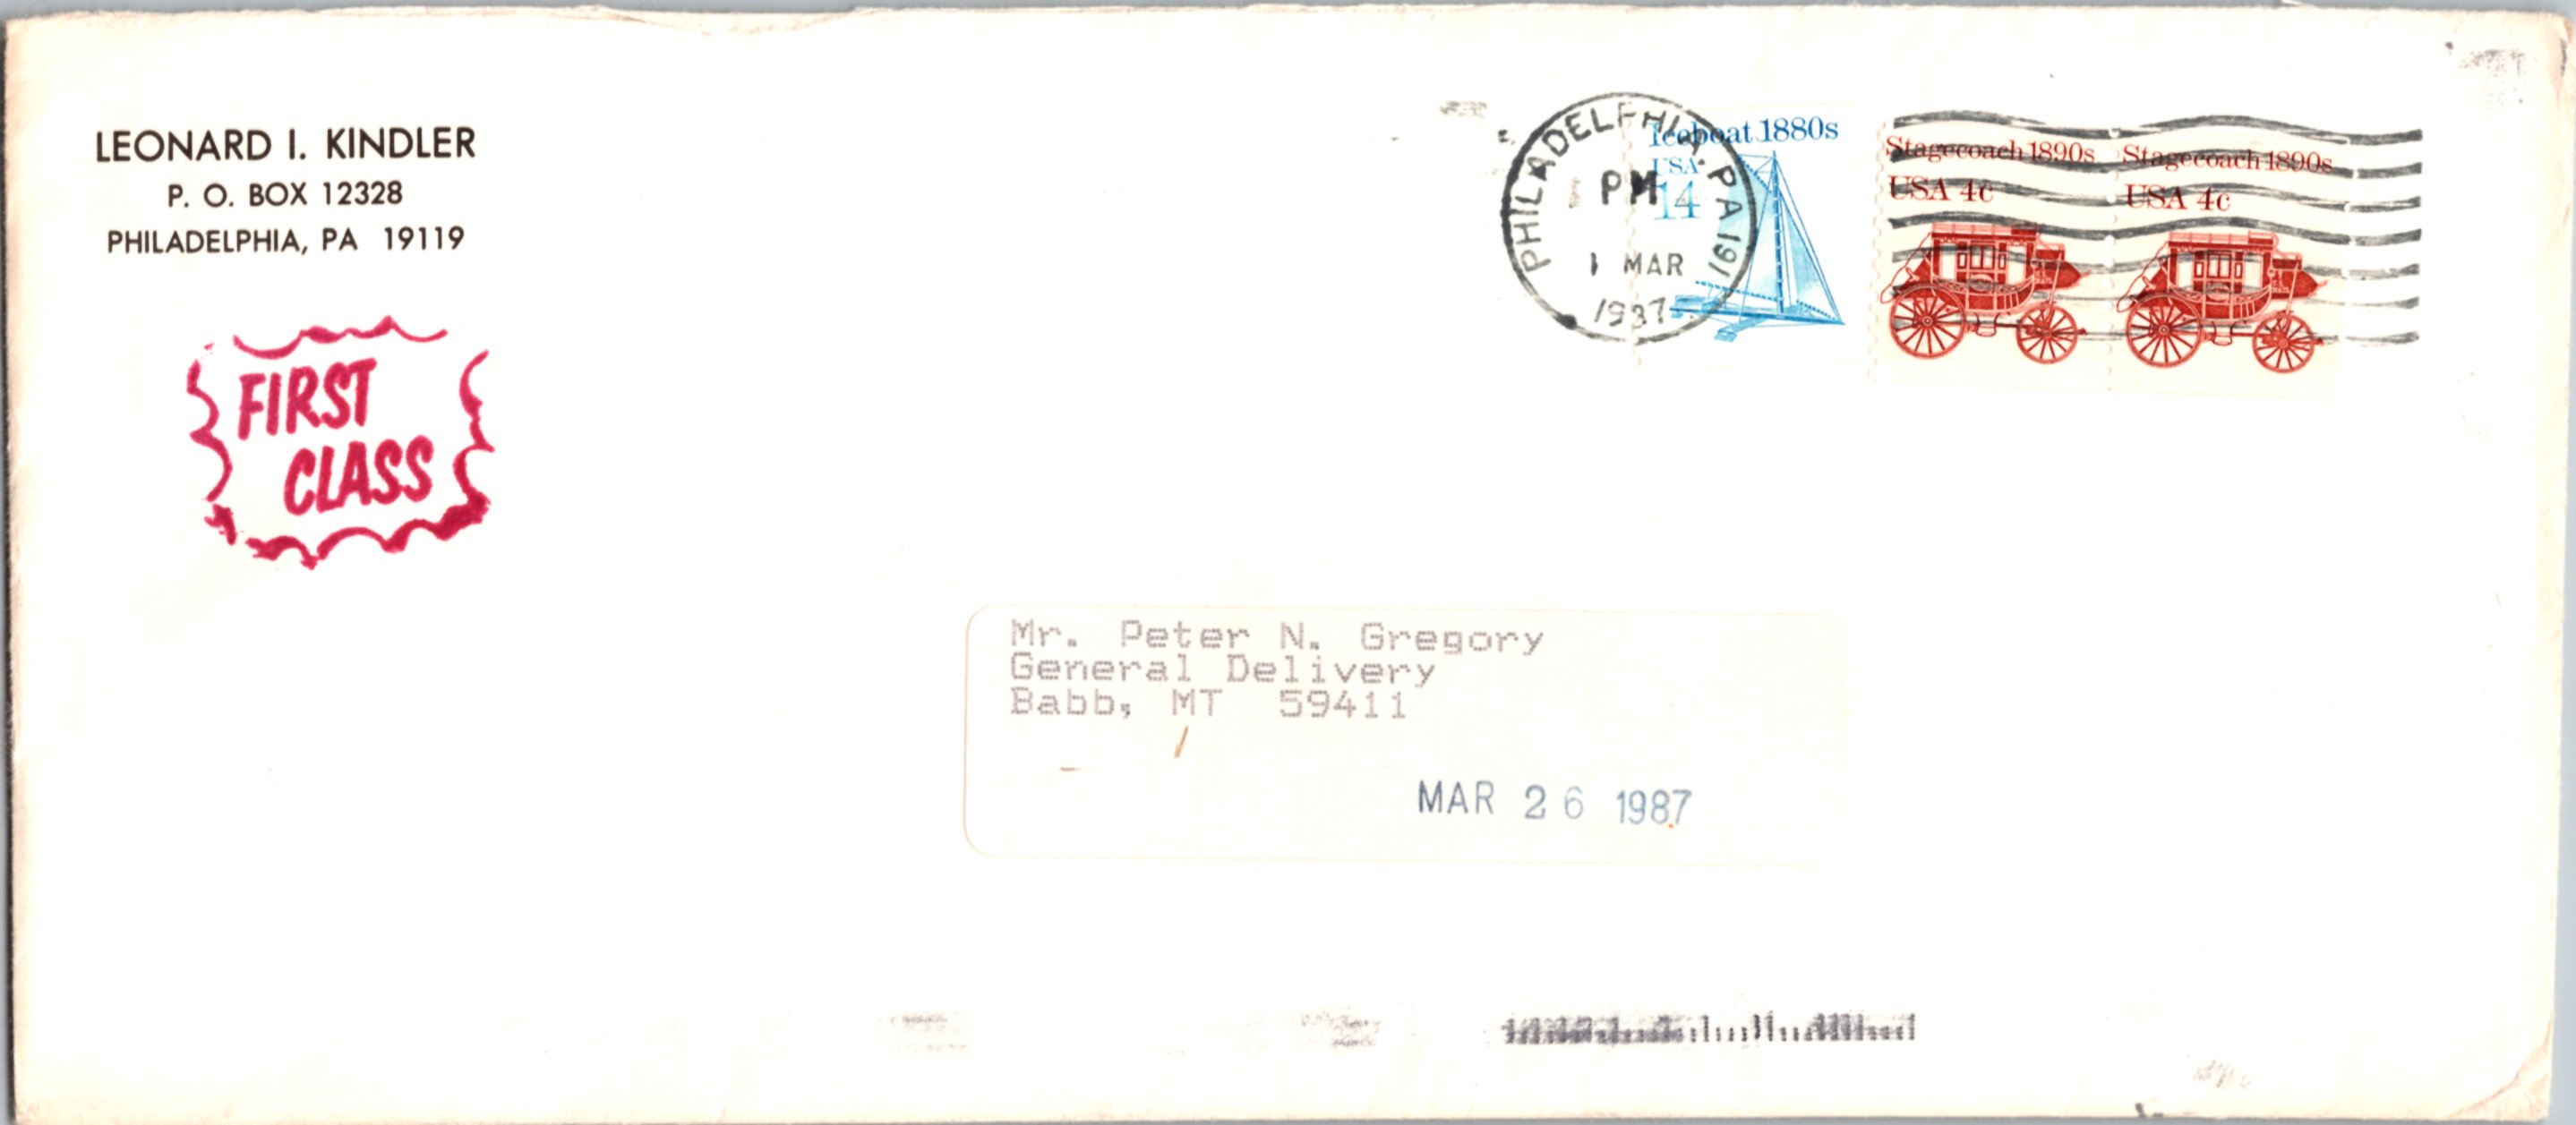 LEONARD I. KINDLER
P. O. BOX 12328
PHILADELPHIA, PA 19119
FIRST
CLASS
PHILADELPHIA, PA 191
PM
1 MAR
1987
Iceboat 1880s
USA
14
Stagecoach 1890s
USA 4c
Stagecoach 1890s
USA 4c
Mr. Peter N. Gregory
General Delivery
Babb, MT 59411
MAR 26 1987